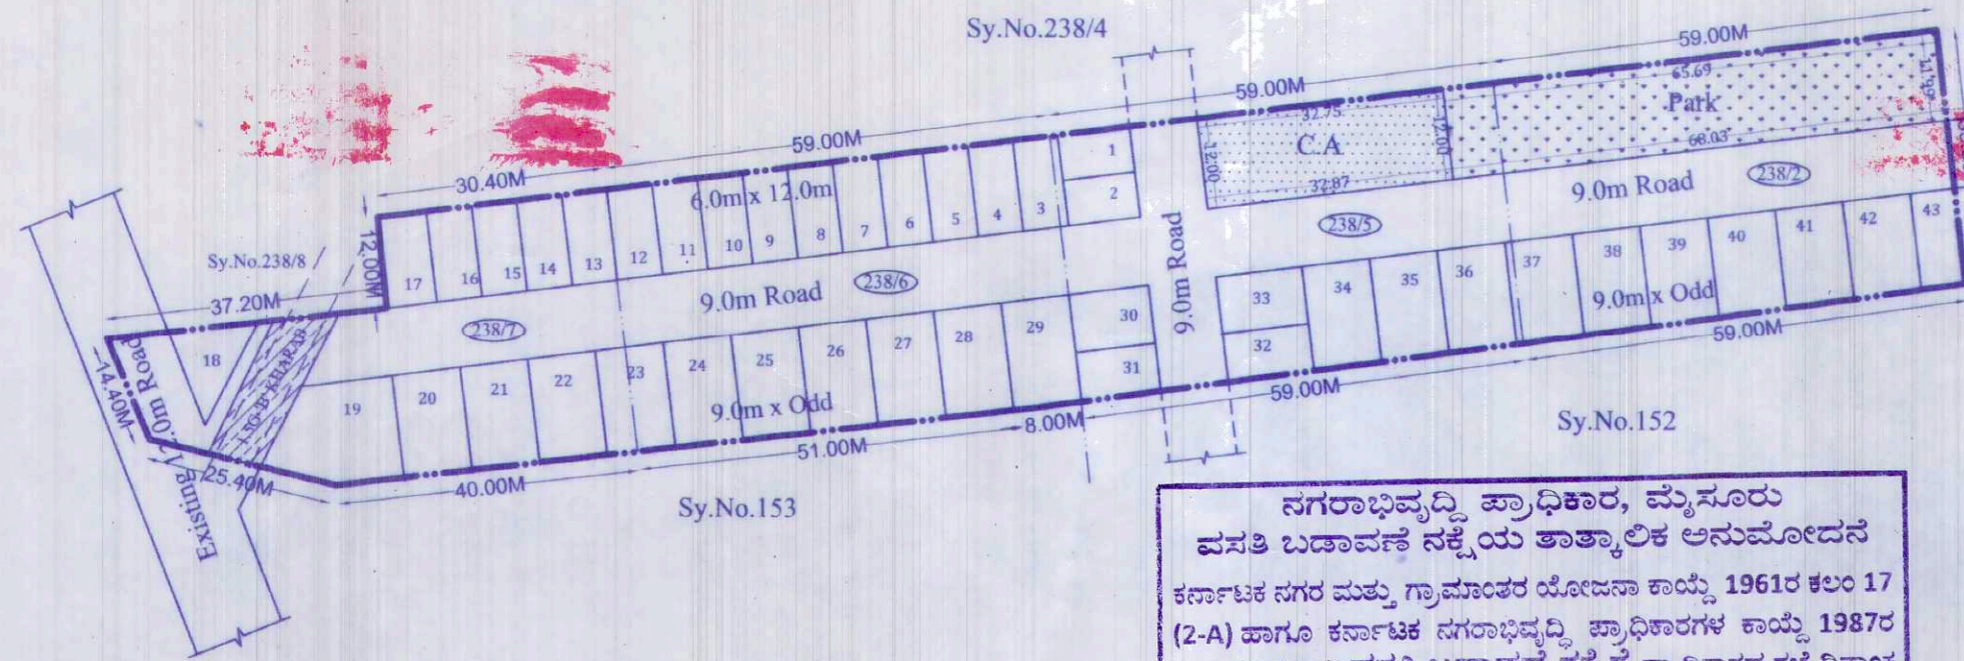 Sy.No.238/4
59.00M
65.69
Park
11.90
68.03
59.00M
32.75
C.A
12.00
12.00
32.87
59.00M
30.40M
6.0m x 12.0m
12.00M
17
16
15
14
13
12
11
10
9
8
7
6
5
4
3
1
2
Sy.No.238/8
37.20M
18
14.40M
Existing 12.0m Road
'B' KHARAB
25.40M
238/7
9.0m Road
238/6
9.0m Road
238/5
9.0m Road
238/2
19
20
21
22
23
24
25
26
27
28
29
30
31
9.0m x Odd
33
32
34
35
36
37
38
39
40
41
42
43
9.0m x Odd
40.00M
51.00M
8.00M
59.00M
59.00M
Sy.No.153
Sy.No.152
ನಗರಾಭಿವೃದ್ಧಿ ಪ್ರಾಧಿಕಾರ, ಮೈಸೂರು
ವಸತಿ ಬಡಾವಣೆ ನಕ್ಷೆಯ ತಾತ್ಕಾಲಿಕ ಅನುಮೋದನೆ
ಕರ್ನಾಟಕ ನಗರ ಮತ್ತು ಗ್ರಾಮಾಂತರ ಯೋಜನಾ ಕಾಯ್ದೆ 1961ರ ಕಲಂ 17
(2-A) ಹಾಗೂ ಕರ್ನಾಟಕ ನಗರಾಭಿವೃದ್ಧಿ ಪ್ರಾಧಿಕಾರಗಳ ಕಾಯ್ದೆ 1987ರ